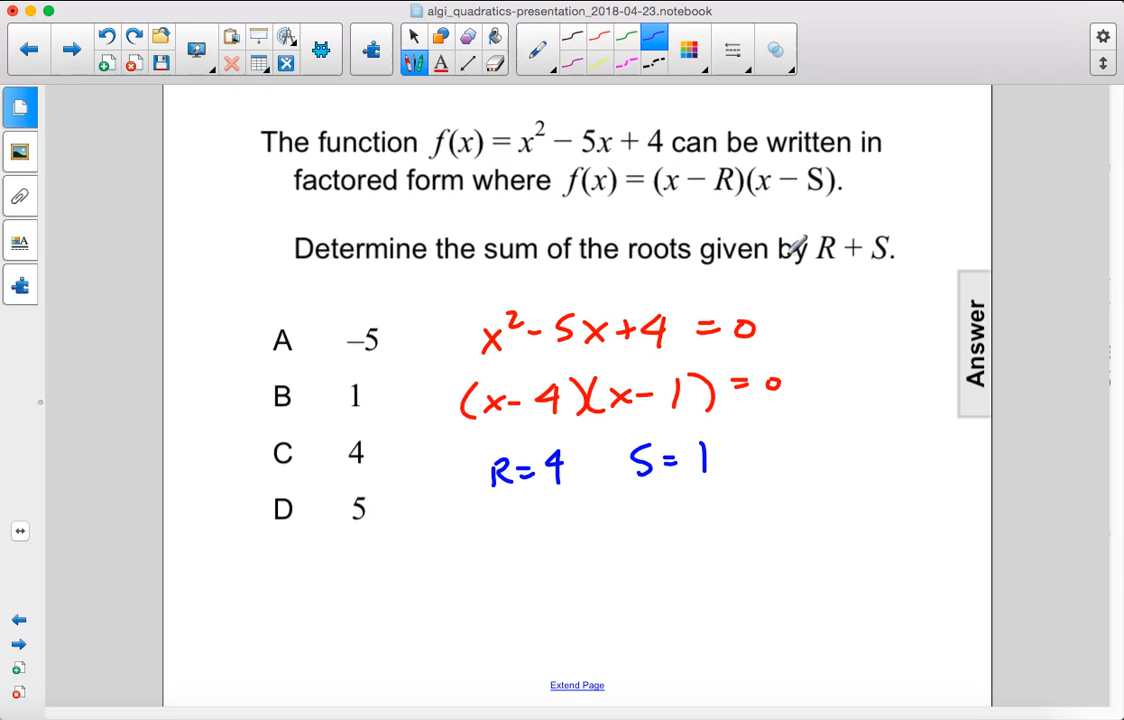 algi_quadratics-presentation_2018-04-23.notebook
The function f(x) = x² − 5x + 4 can be written in
factored form where f(x) = (x − R)(x − S).
Determine the sum of the roots given by R + S.
A –5
B 1
C 4
D 5
x² - 5x + 4 = 0
(x - 4)(x - 1) = 0
R = 4 S = 1
Answer
Extend Page